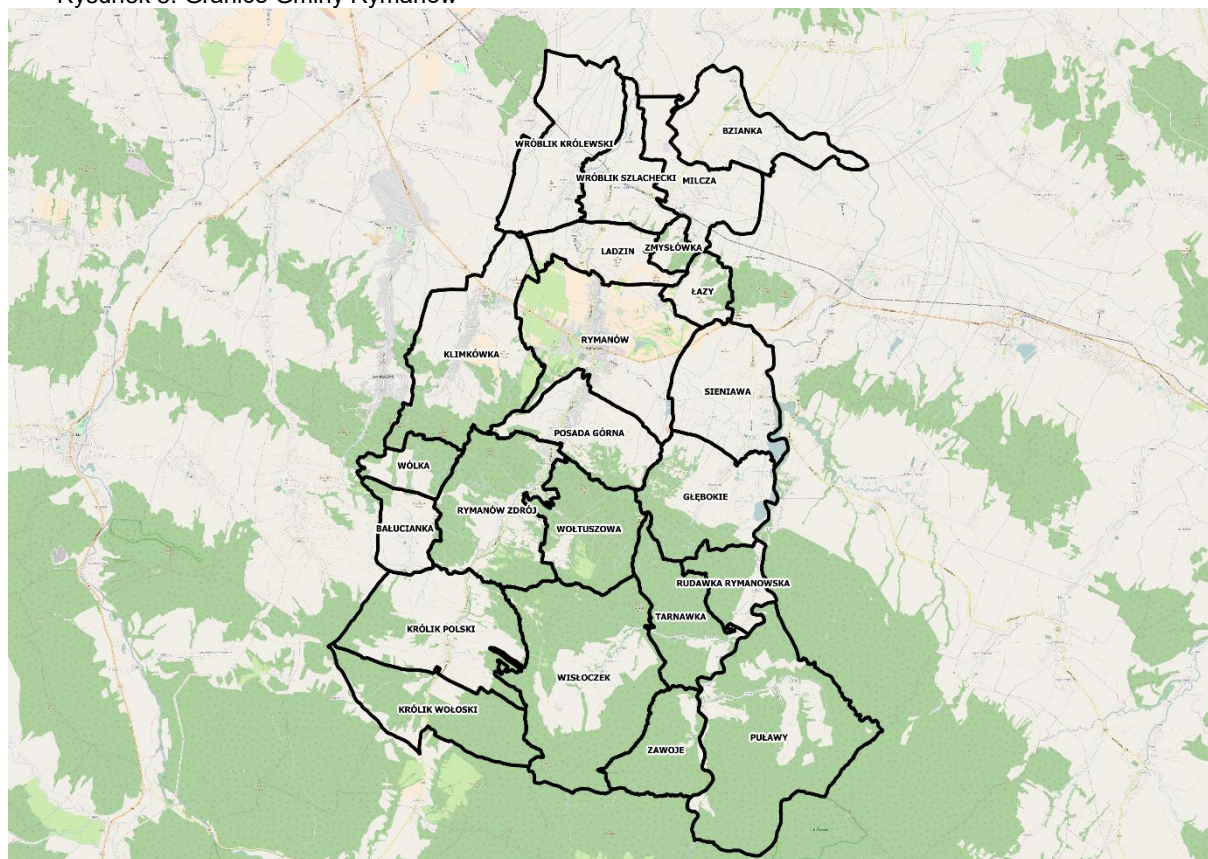 Rysunek 3. Granice Gminy Rymanów
BZIANKA
WRÓBLIK KRÓLEWSKI
WRÓBLIK SZLACHECKI
MILCZA
ZMYSŁÓWKA
LADZIN
ŁAZY
RYMANÓW
KLIMKÓWKA
SIENIAWA
POSADA GÓRNA
WÓLKA
GŁĘBOKIE
RYMANÓW ZDRÓJ
BAŁUCIANKA
WOŁTUSZOWA
RUDAWKA RYMANOWSKA
TARNAWKA
KRÓLIK POLSKI
WISŁOCZEK
KRÓLIK WOŁOSKI
PUŁAWY
ZAWOJE